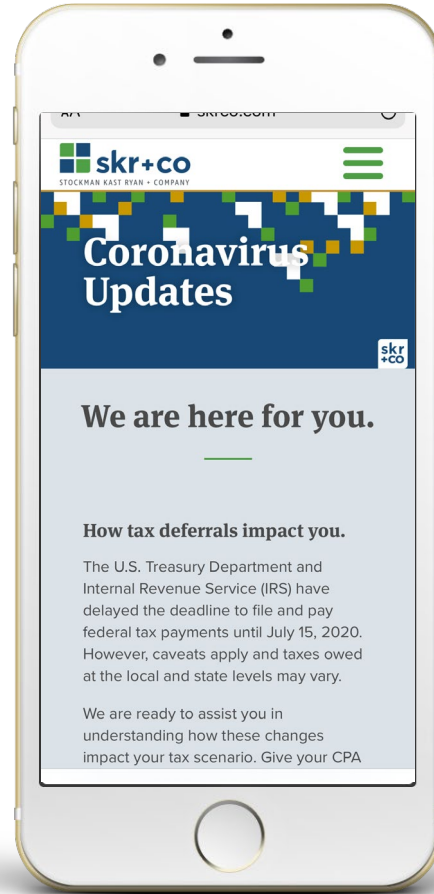 skrco.com
skr+co
STOCKMAN KAST RYAN + COMPANY
Coronavirus
Updates
skr
+co
We are here for you.
How tax deferrals impact you.
The U.S. Treasury Department and
Internal Revenue Service (IRS) have
delayed the deadline to file and pay
federal tax payments until July 15, 2020.
However, caveats apply and taxes owed
at the local and state levels may vary.
We are ready to assist you in
understanding how these changes
impact your tax scenario. Give your CPA